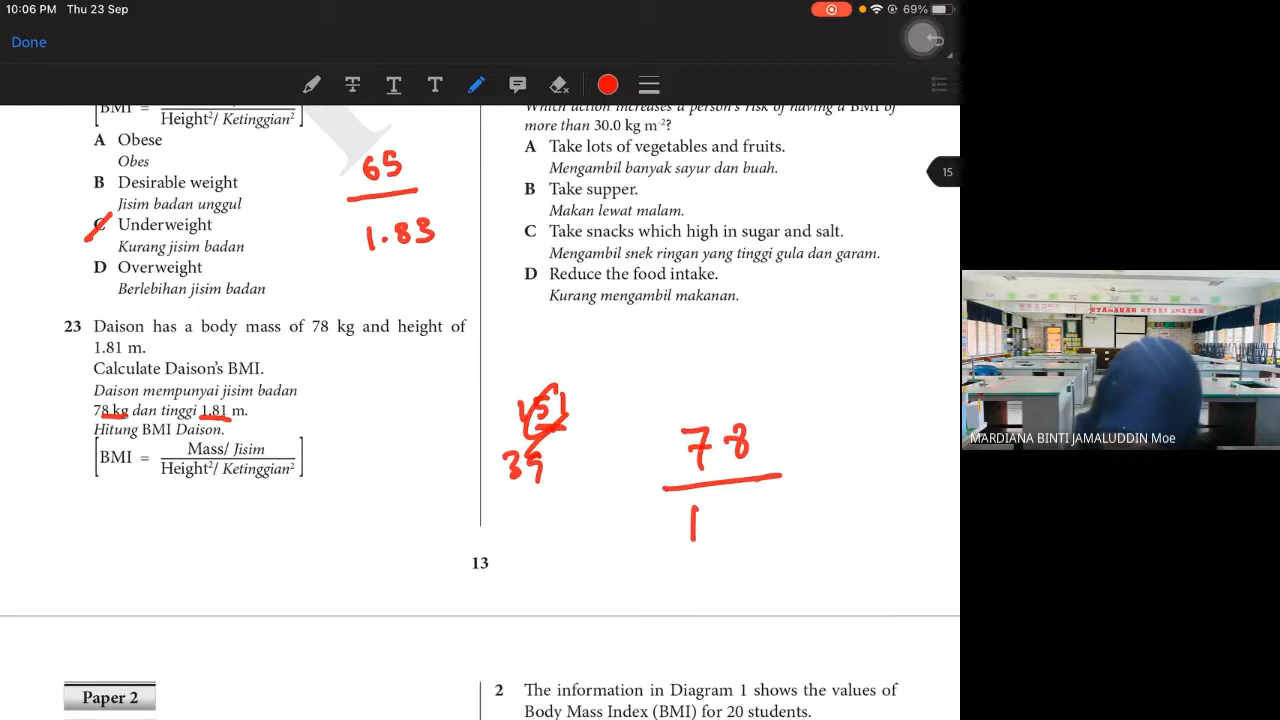 10:06 PM Thu 23 Sep
69%
Done
BMI =
Height²/ Ketinggian²
A Obese
Obes
B Desirable weight
Jisim badan unggul
C Underweight
Kurang jisim badan
D Overweight
Berlebihan jisim badan
65
1.83
23 Daison has a body mass of 78 kg and height of
1.81 m.
Calculate Daison's BMI.
Daison mempunyai jisim badan
78 kg dan tinggi 1.81 m.
Hitung BMI Daison.
[BMI = Mass/ Jisim
Height²/ Ketinggian²]
Which action increases a person's risk of having a BMI of
more than 30.0 kg m⁻²?
A Take lots of vegetables and fruits.
Mengambil banyak sayur dan buah.
B Take supper.
Makan lewat malam.
C Take snacks which high in sugar and salt.
Mengambil snek ringan yang tinggi gula dan garam.
D Reduce the food intake.
Kurang mengambil makanan.
151
39
78
1
13
Paper 2
2 The information in Diagram 1 shows the values of
Body Mass Index (BMI) for 20 students.
15
MARDIANA BINTI JAMALUDDIN Moe